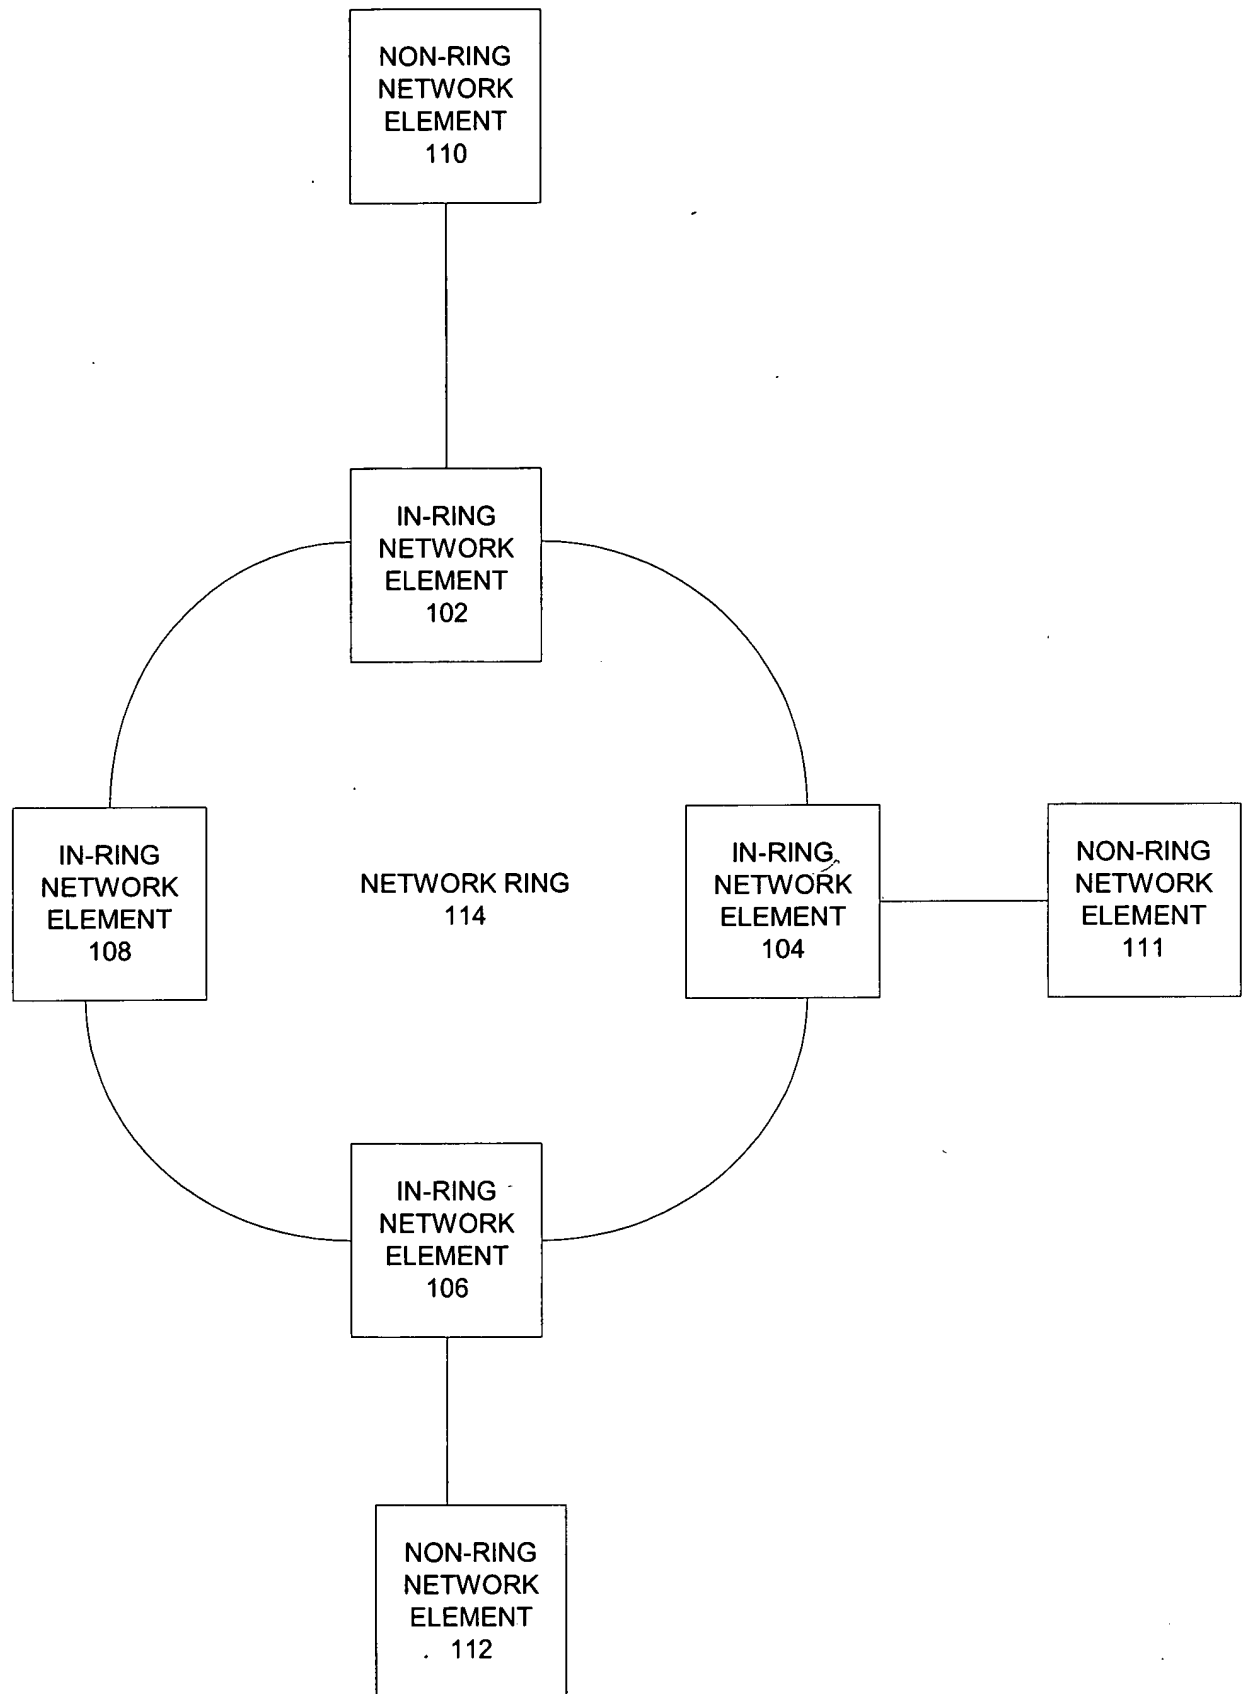 NON-RING
NETWORK
ELEMENT
110
IN-RING
NETWORK
ELEMENT
102
IN-RING
NETWORK
ELEMENT
108
NETWORK RING
114
IN-RING
NETWORK
ELEMENT
104
NON-RING
NETWORK
ELEMENT
111
IN-RING
NETWORK
ELEMENT
106
NON-RING
NETWORK
ELEMENT
112